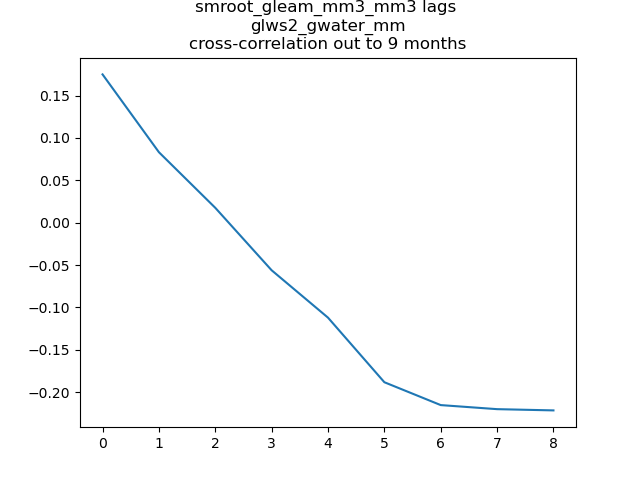 smroot_gleam_mm3_mm3 lags
glws2_gwater_mm
cross-correlation out to 9 months
0.15
0.10
0.05
0.00
−0.05
−0.10
−0.15
−0.20
0 1 2 3 4 5 6 7 8